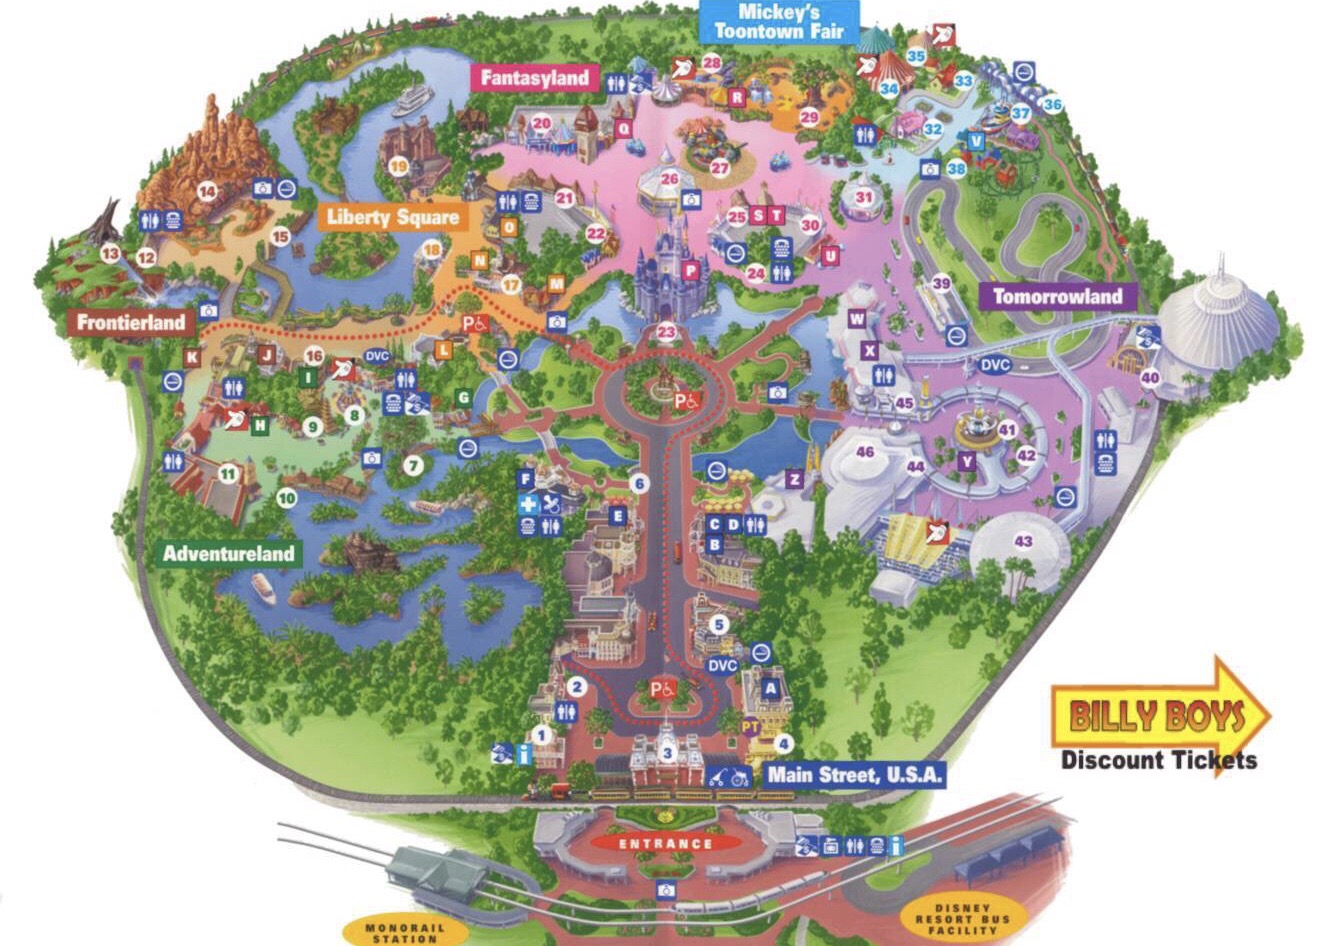 Mickey's
Toontown Fair
35
Fantasyland
28
33
34
36
R
37
29
20
Q
32
V
27
19
38
26
14
21
31
Liberty Square
25 S T
30
O
22
15
18
13
12
N
P
24
U
17
M
39
Tomorrowland
Frontierland
W
P
23
L
X
K
J
16
DVC
DVC
I
40
G
P
45
8
H
9
41
46
42
7
44
Y
11
F
6
Z
10
E
C D
B
43
Adventureland
5
DVC
2
P
A
BILLY BOYS
PT
1
3
4
Discount Tickets
i
Main Street, U.S.A.
ENTRANCE
i
MONORAIL
STATION
DISNEY
RESORT BUS
FACILITY